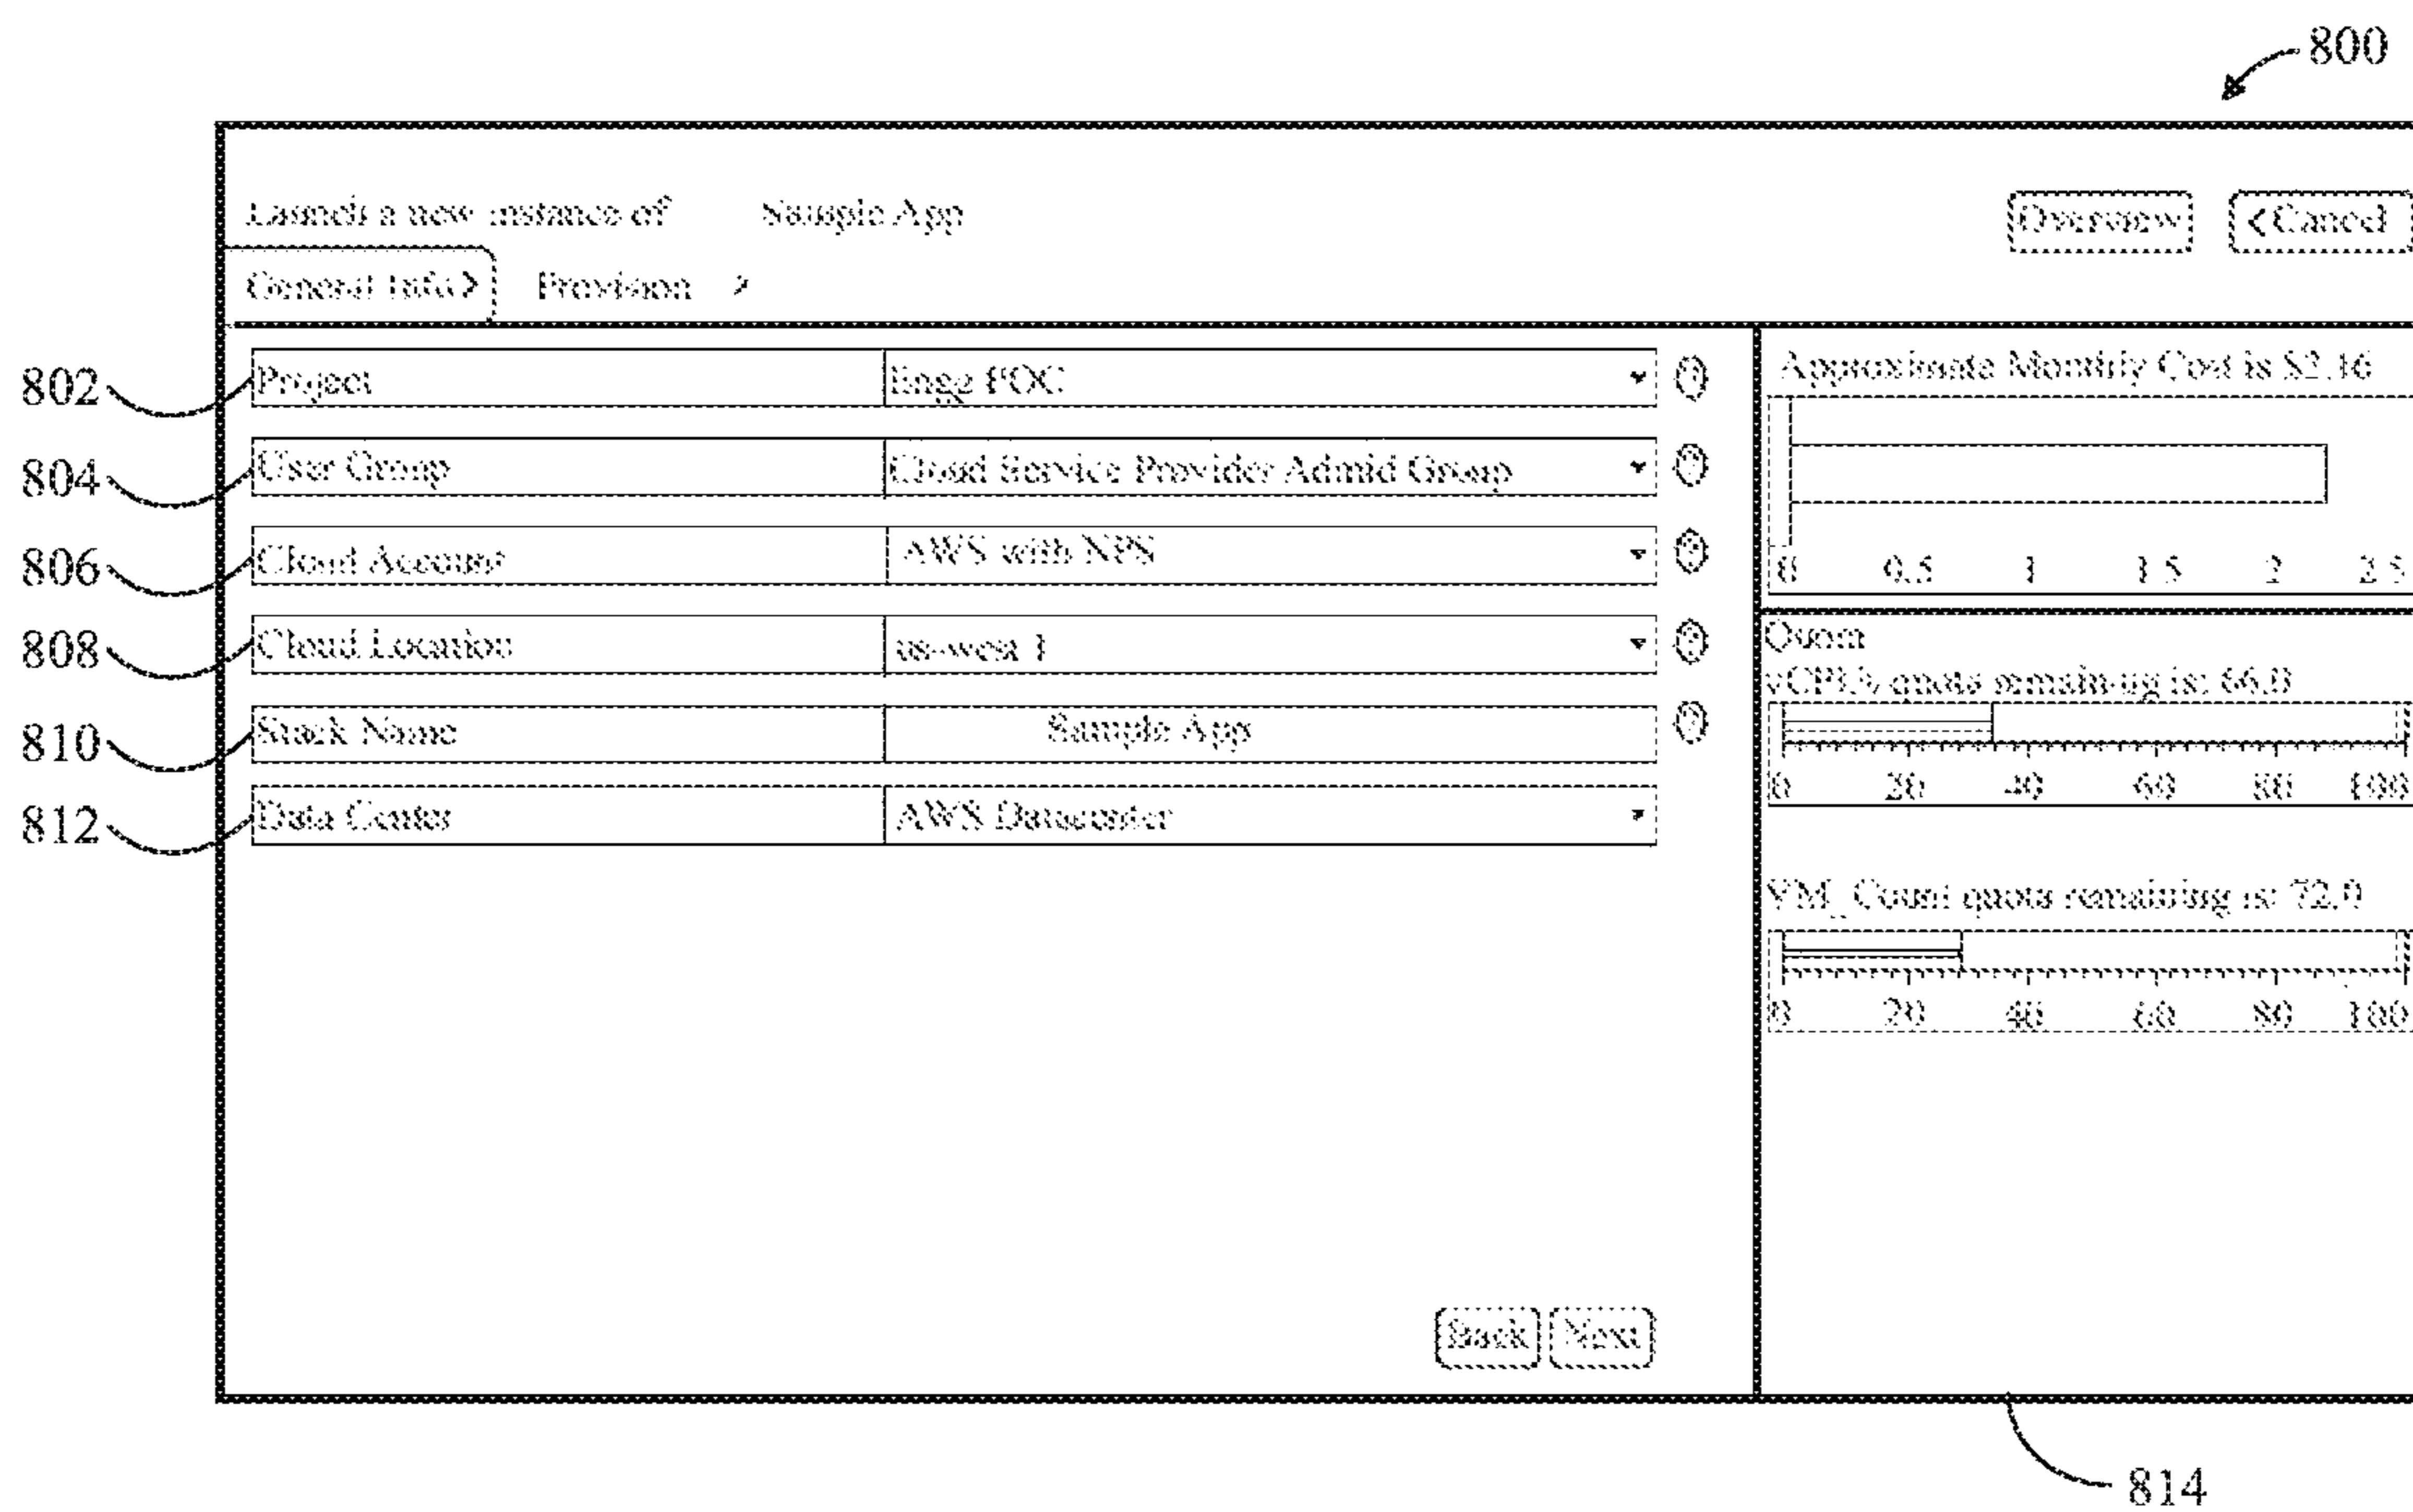 800
Launch a new instance of Sample App Overview <Cancel
General Info> Provision >
802 Project Engg POC ?
804 User Group Cloud Service Provider Admid Group ?
806 Cloud Account AWS with NPS ?
808 Cloud Location us-west 1 ?
810 Stack Name Sample App ?
812 Data Center AWS Datacenter
Back Next
Approximate Monthly Cost is $2.16
0 0.5 1 1.5 2 2.5
Quota
quota remaining is: 66.0
0 20 40 60 80 100
VM_Count quota remaining is: 72.0
0 20 40 60 80 100
814